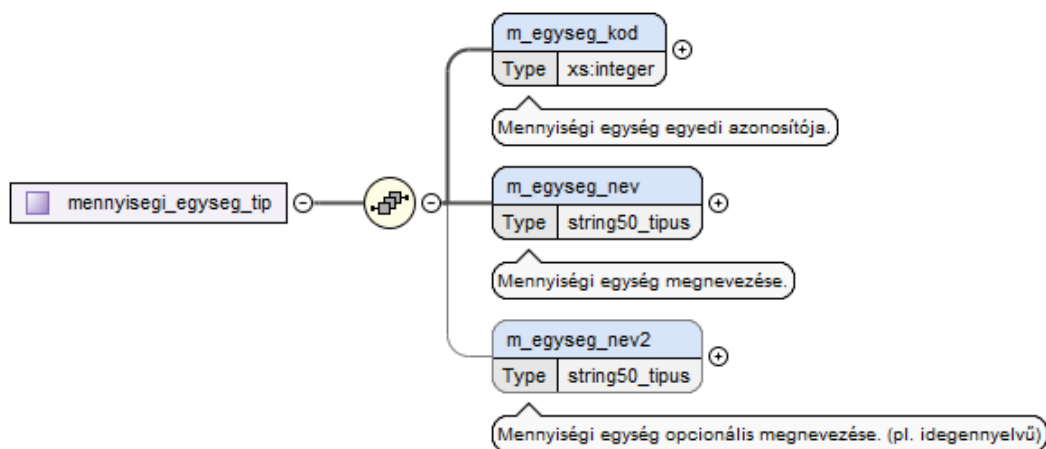 m_egyseg_kod
Type xs:integer
Mennyiségi egység egyedi azonosítója.
mennyisegi_egyseg_tip
m_egyseg_nev
Type string50_tipus
Mennyiségi egység megnevezése.
m_egyseg_nev2
Type string50_tipus
Mennyiségi egység opcionális megnevezése. (pl. idegennyelvű)